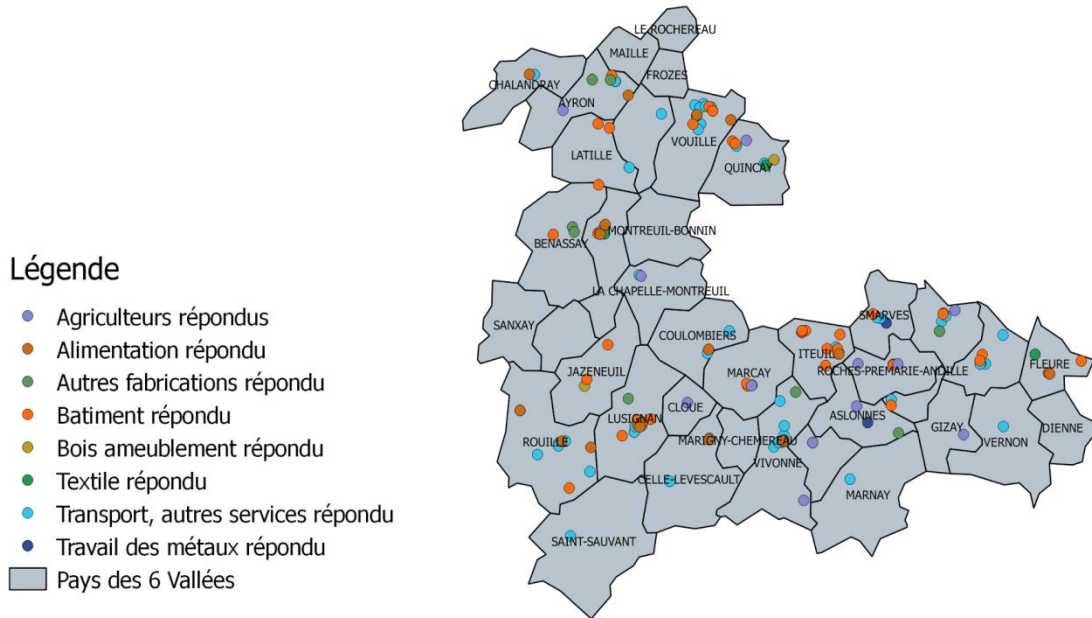 Légende
Agriculteurs répondus
Alimentation répondu
Autres fabrications répondu
Batiment répondu
Bois ameublement répondu
Textile répondu
Transport, autres services répondu
Travail des métaux répondu
Pays des 6 Vallées
LE-ROCHEREAU
MAILLE
FROZES
CHALANDRAY
AYRON
VOUILLE
LATILLE
QUINCAY
MONTREUIL-BONNIN
BENASSAY
LA CHAPELLE-MONTREUIL
SANXAY
SMARVES
COULOMBIERS
ITEUIL
FLEURE
ROCHES-PREMARIE-ANDILLE
JAZENEUIL
MARCAY
CLOUE
ASLONNES
LUSIGNAN
GIZAY
DIENNE
ROUILLE
MARIGNY-CHEMEREAU
VERNON
VIVONNE
CELLE-LEVESCAULT
MARNAY
SAINT-SAUVANT